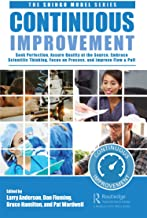 THE SHINGO MODEL SERIES
CONTINUOUS
IMPROVEMENT
Seek Perfection, Assure Quality at the Source, Embrace
Scientific Thinking, Focus on Process, and Improve Flow & Pull
CONTINUOUS
IMPROVEMENT
Edited by
Larry Anderson, Dan Fleming,
Bruce Hamilton, and Pat Wardwell
Routledge